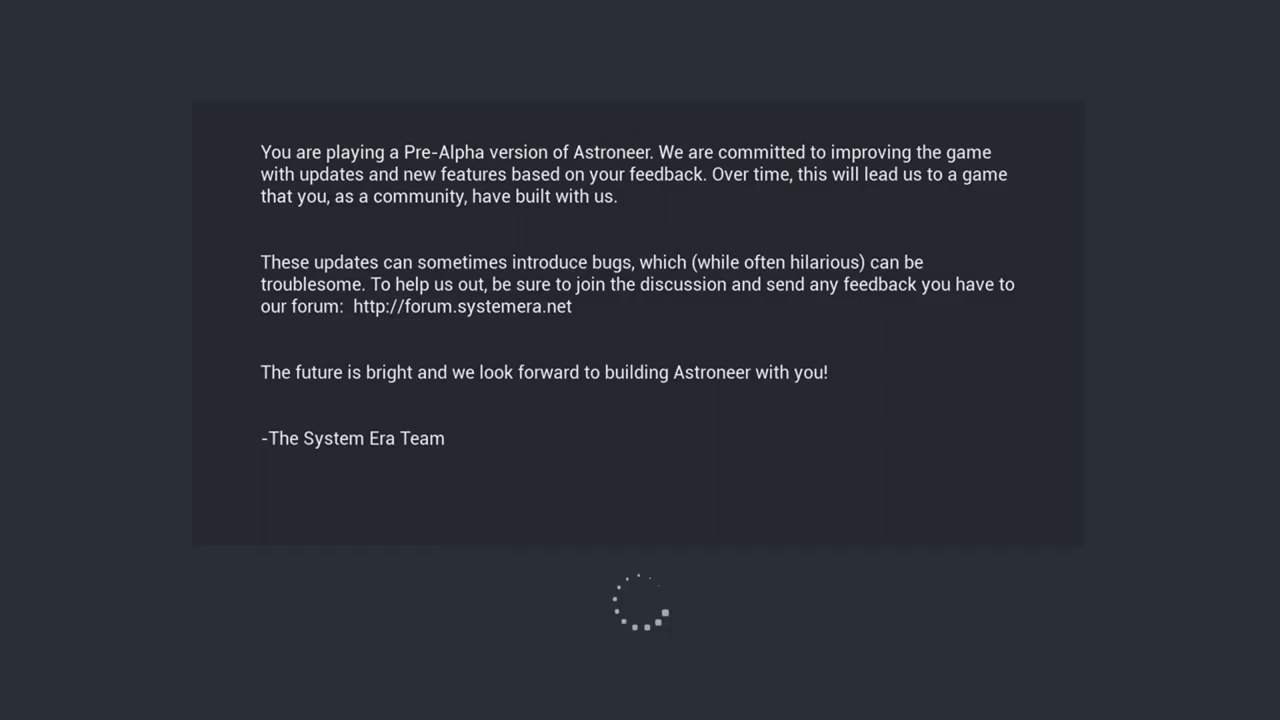 You are playing a Pre-Alpha version of Astroneer. We are committed to improving the game
with updates and new features based on your feedback. Over time, this will lead us to a game
that you, as a community, have built with us.
These updates can sometimes introduce bugs, which (while often hilarious) can be
troublesome. To help us out, be sure to join the discussion and send any feedback you have to
our forum:  http://forum.systemera.net
The future is bright and we look forward to building Astroneer with you!
-The System Era Team